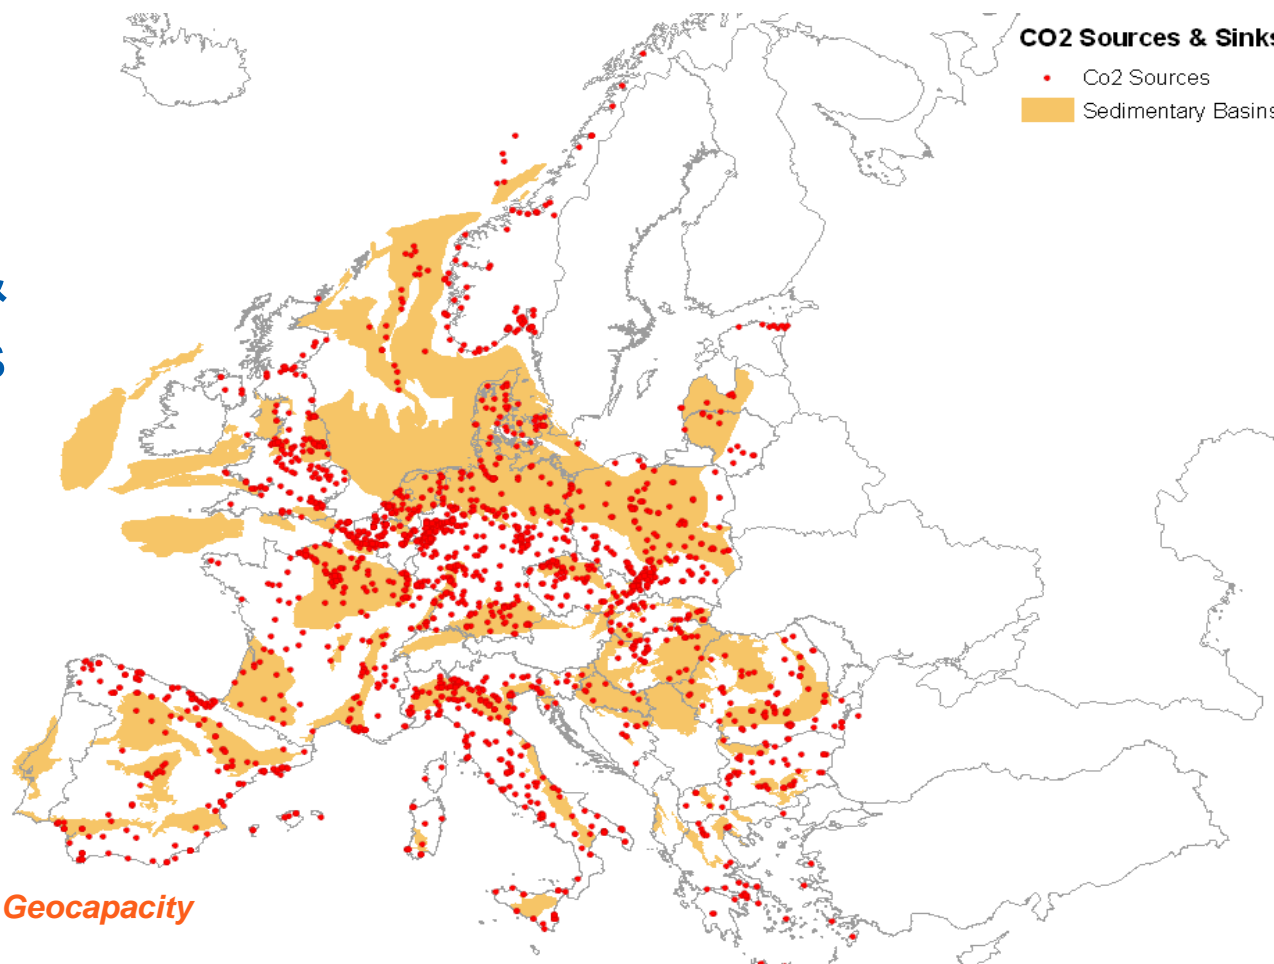 CO2 Sources & Sinks
Co2 Sources
Sedimentary Basins
&
s
Geocapacity